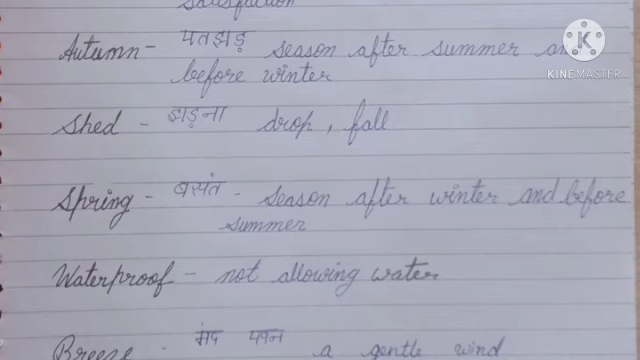 satisfaction
Autumn - पतझड़ season after summer and
before winter
Shed - झड़ना drop, fall
Spring - बसंत - season after winter and before
summer
Waterproof - not allowing water
Breeze - मंद पवन a gentle wind
K
KINEMASTER